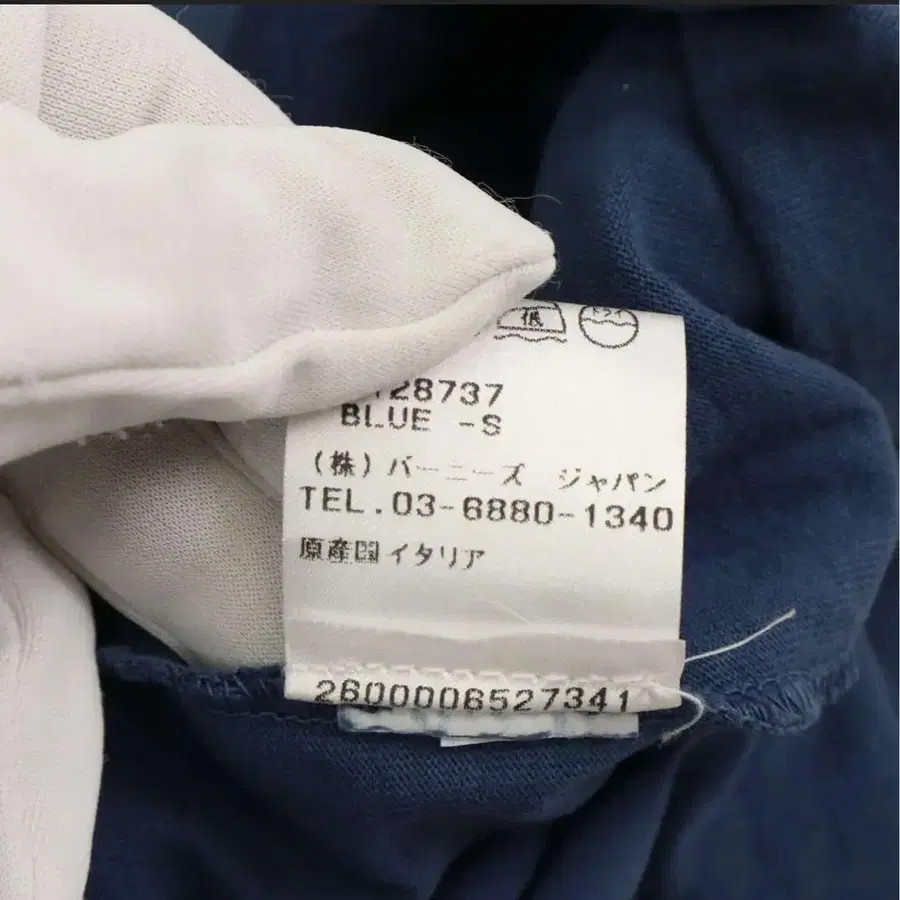 低 ドライ
28737
BLUE -S
(株)バーニーズ ジャパン
TEL.03-6880-1340
原産国イタリア
2600006527341